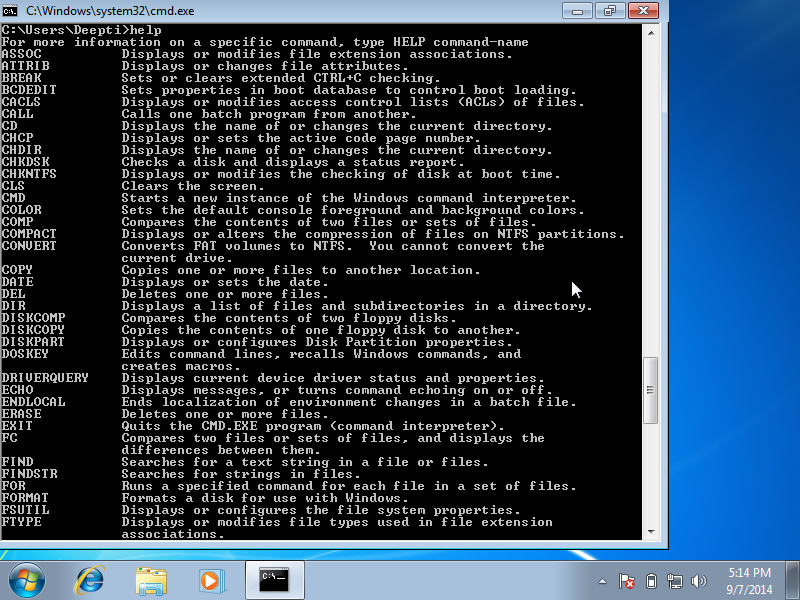 C:\Windows\system32\cmd.exe
C:\Users\Deepti>help
For more information on a specific command, type HELP command-name
ASSOC          Displays or modifies file extension associations.
ATTRIB         Displays or changes file attributes.
BREAK          Sets or clears extended CTRL+C checking.
BCDEDIT        Sets properties in boot database to control boot loading.
CACLS          Displays or modifies access control lists (ACLs) of files.
CALL           Calls one batch program from another.
CD             Displays the name of or changes the current directory.
CHCP           Displays or sets the active code page number.
CHDIR          Displays the name of or changes the current directory.
CHKDSK         Checks a disk and displays a status report.
CHKNTFS        Displays or modifies the checking of disk at boot time.
CLS            Clears the screen.
CMD            Starts a new instance of the Windows command interpreter.
COLOR          Sets the default console foreground and background colors.
COMP           Compares the contents of two files or sets of files.
COMPACT        Displays or alters the compression of files on NTFS partitions.
CONVERT        Converts FAT volumes to NTFS.  You cannot convert the
               current drive.
COPY           Copies one or more files to another location.
DATE           Displays or sets the date.
DEL            Deletes one or more files.
DIR            Displays a list of files and subdirectories in a directory.
DISKCOMP       Compares the contents of two floppy disks.
DISKCOPY       Copies the contents of one floppy disk to another.
DISKPART       Displays or configures Disk Partition properties.
DOSKEY         Edits command lines, recalls Windows commands, and
               creates macros.
DRIVERQUERY    Displays current device driver status and properties.
ECHO           Displays messages, or turns command echoing on or off.
ENDLOCAL       Ends localization of environment changes in a batch file.
ERASE          Deletes one or more files.
EXIT           Quits the CMD.EXE program (command interpreter).
FC             Compares two files or sets of files, and displays the
               differences between them.
FIND           Searches for a text string in a file or files.
FINDSTR        Searches for strings in files.
FOR            Runs a specified command for each file in a set of files.
FORMAT         Formats a disk for use with Windows.
FSUTIL         Displays or configures the file system properties.
FTYPE          Displays or modifies file types used in file extension
               associations.
C:\_
5:14 PM
9/7/2014